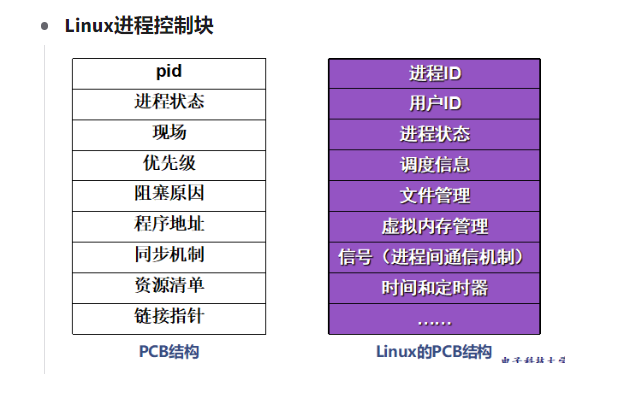 Linux进程控制块
pid
进程状态
现场
优先级
阻塞原因
程序地址
同步机制
资源清单
链接指针
PCB结构
进程ID
用户ID
进程状态
调度信息
文件管理
虚拟内存管理
信号（进程间通信机制）
时间和定时器
……
Linux的PCB结构